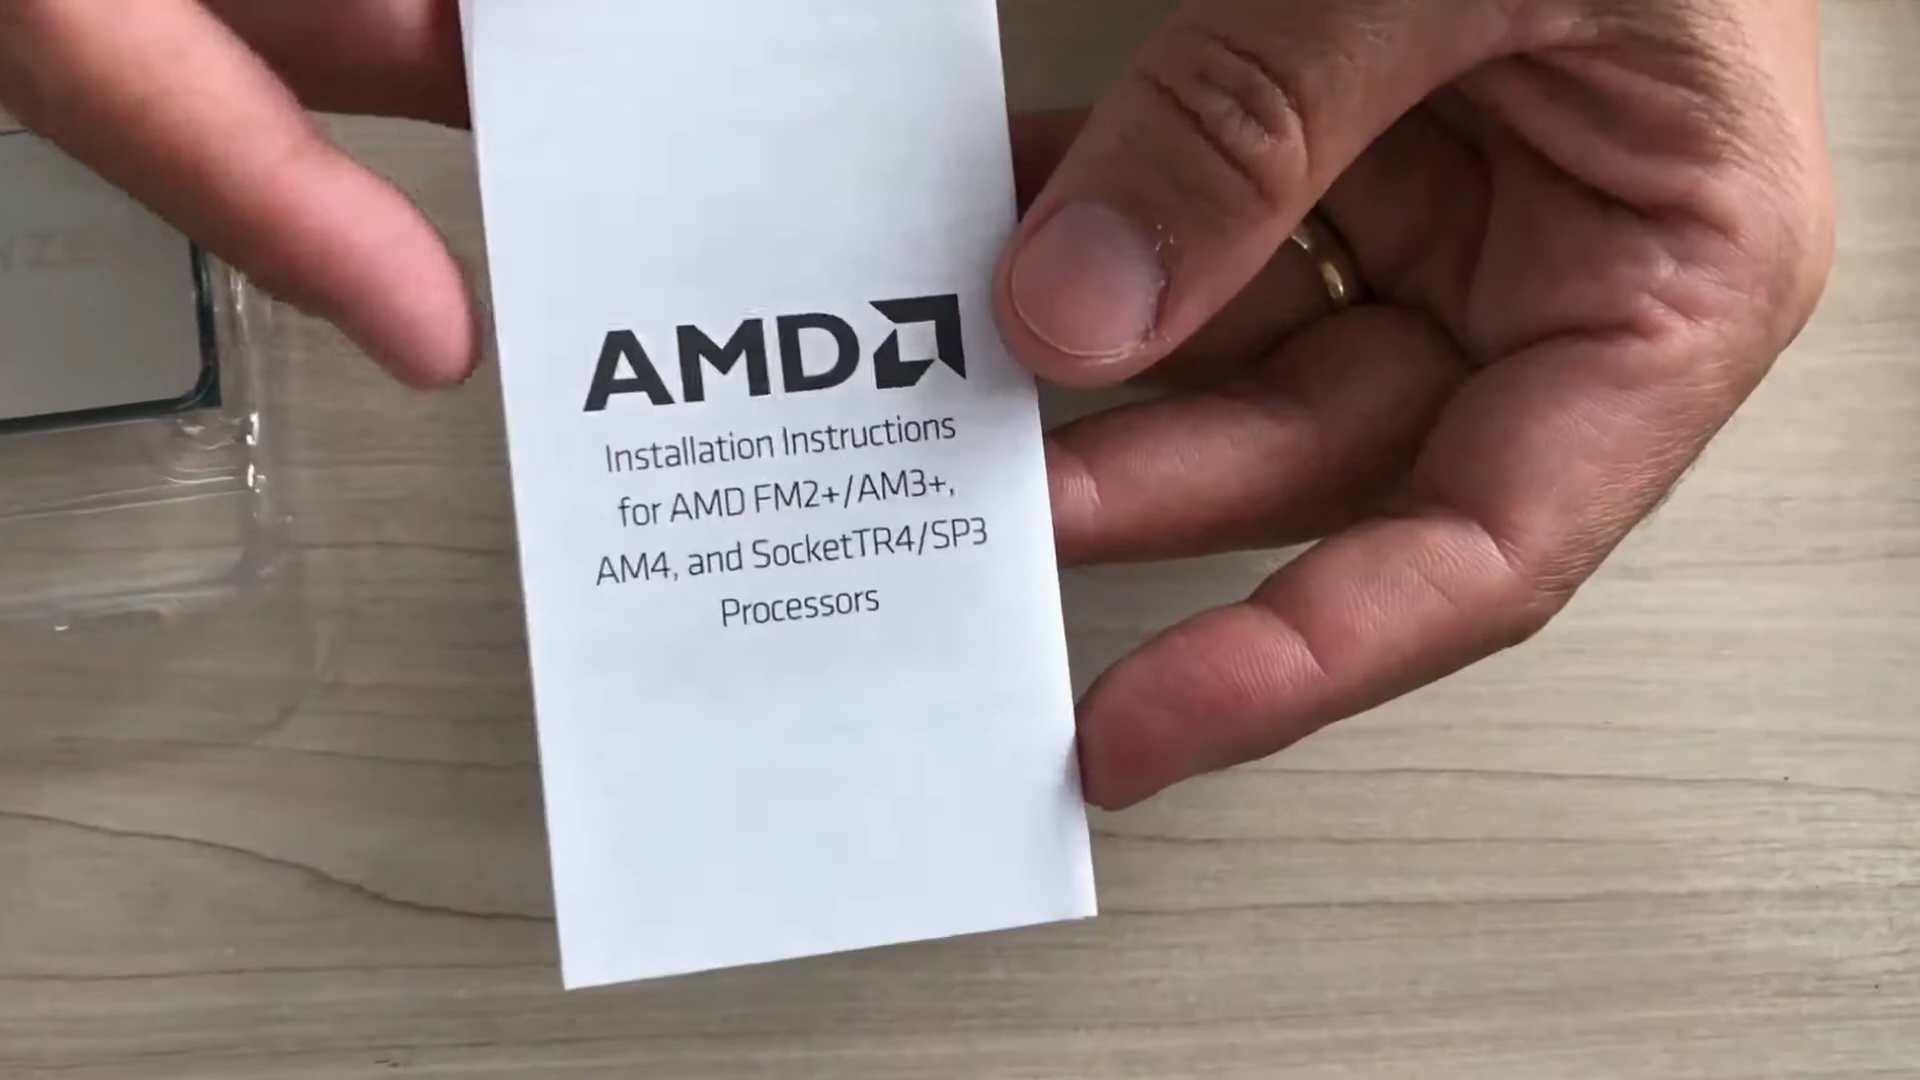 AMD
Installation Instructions
for AMD FM2+/AM3+,
AM4, and SocketTR4/SP3
Processors